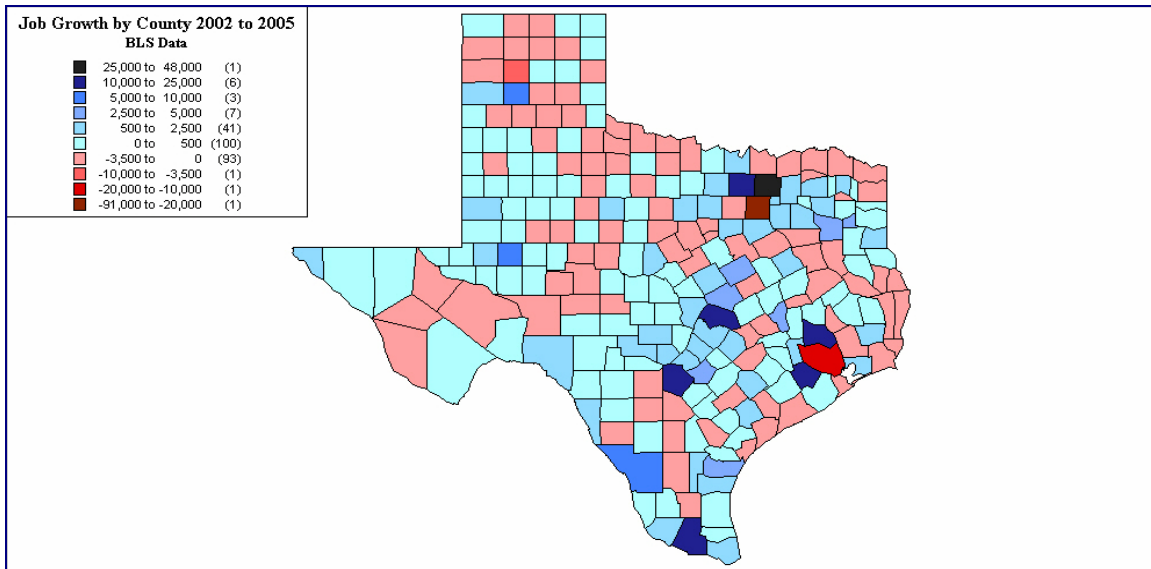 Job Growth by County 2002 to 2005
BLS Data
25,000 to 48,000 (1)
10,000 to 25,000 (6)
5,000 to 10,000 (3)
2,500 to 5,000 (7)
500 to 2,500 (41)
0 to 500 (100)
-3,500 to 0 (93)
-10,000 to -3,500 (1)
-20,000 to -10,000 (1)
-91,000 to -20,000 (1)